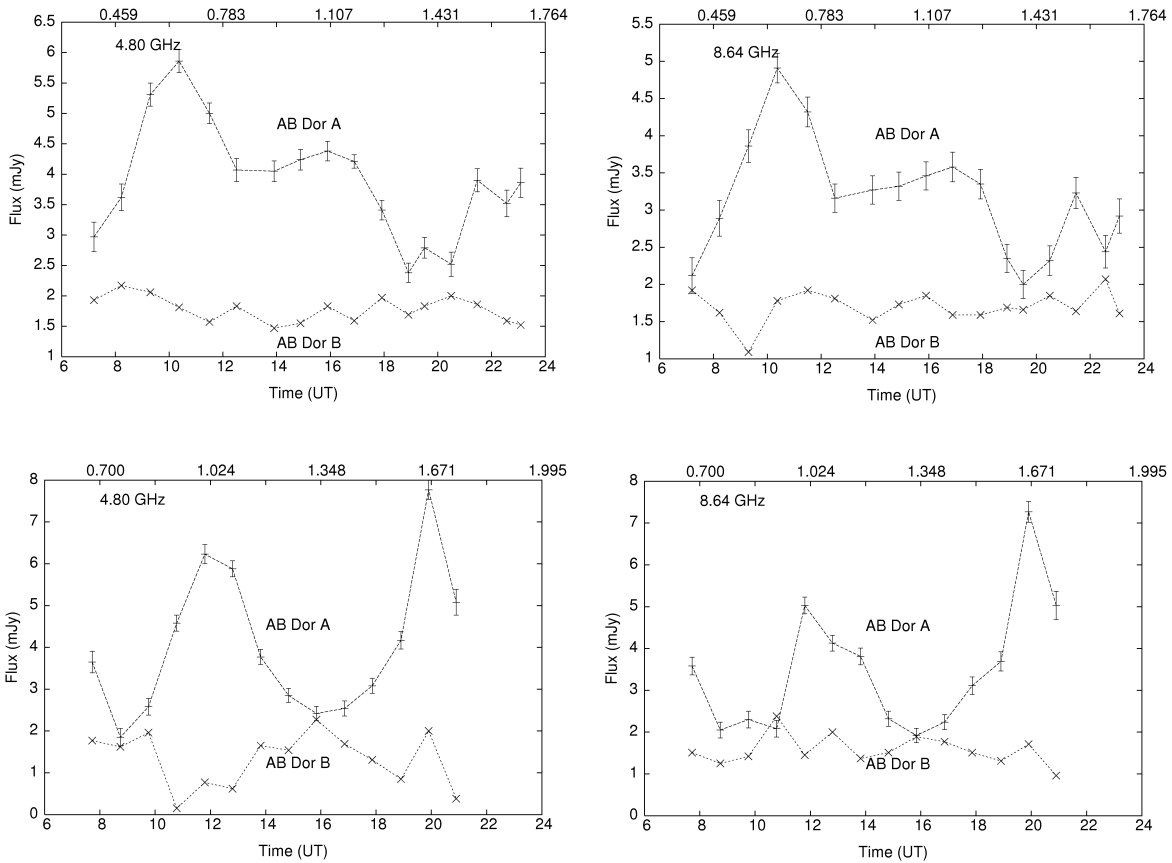 0.459 0.783 1.107 1.431 1.764
6.5
6
5.5
5
4.5
4
3.5
3
2.5
2
1.5
1
Flux (mJy)
4.80 GHz
AB Dor A
AB Dor B
6 8 10 12 14 16 18 20 22 24
Time (UT)
0.459 0.783 1.107 1.431 1.764
5.5
5
4.5
4
3.5
3
2.5
2
1.5
1
Flux (mJy)
8.64 GHz
AB Dor A
AB Dor B
6 8 10 12 14 16 18 20 22 24
Time (UT)
0.700 1.024 1.348 1.671 1.995
8
7
6
5
4
3
2
1
0
Flux (mJy)
4.80 GHz
AB Dor A
AB Dor B
6 8 10 12 14 16 18 20 22 24
Time (UT)
0.700 1.024 1.348 1.671 1.995
8
7
6
5
4
3
2
1
0
Flux (mJy)
8.64 GHz
AB Dor A
AB Dor B
6 8 10 12 14 16 18 20 22 24
Time (UT)